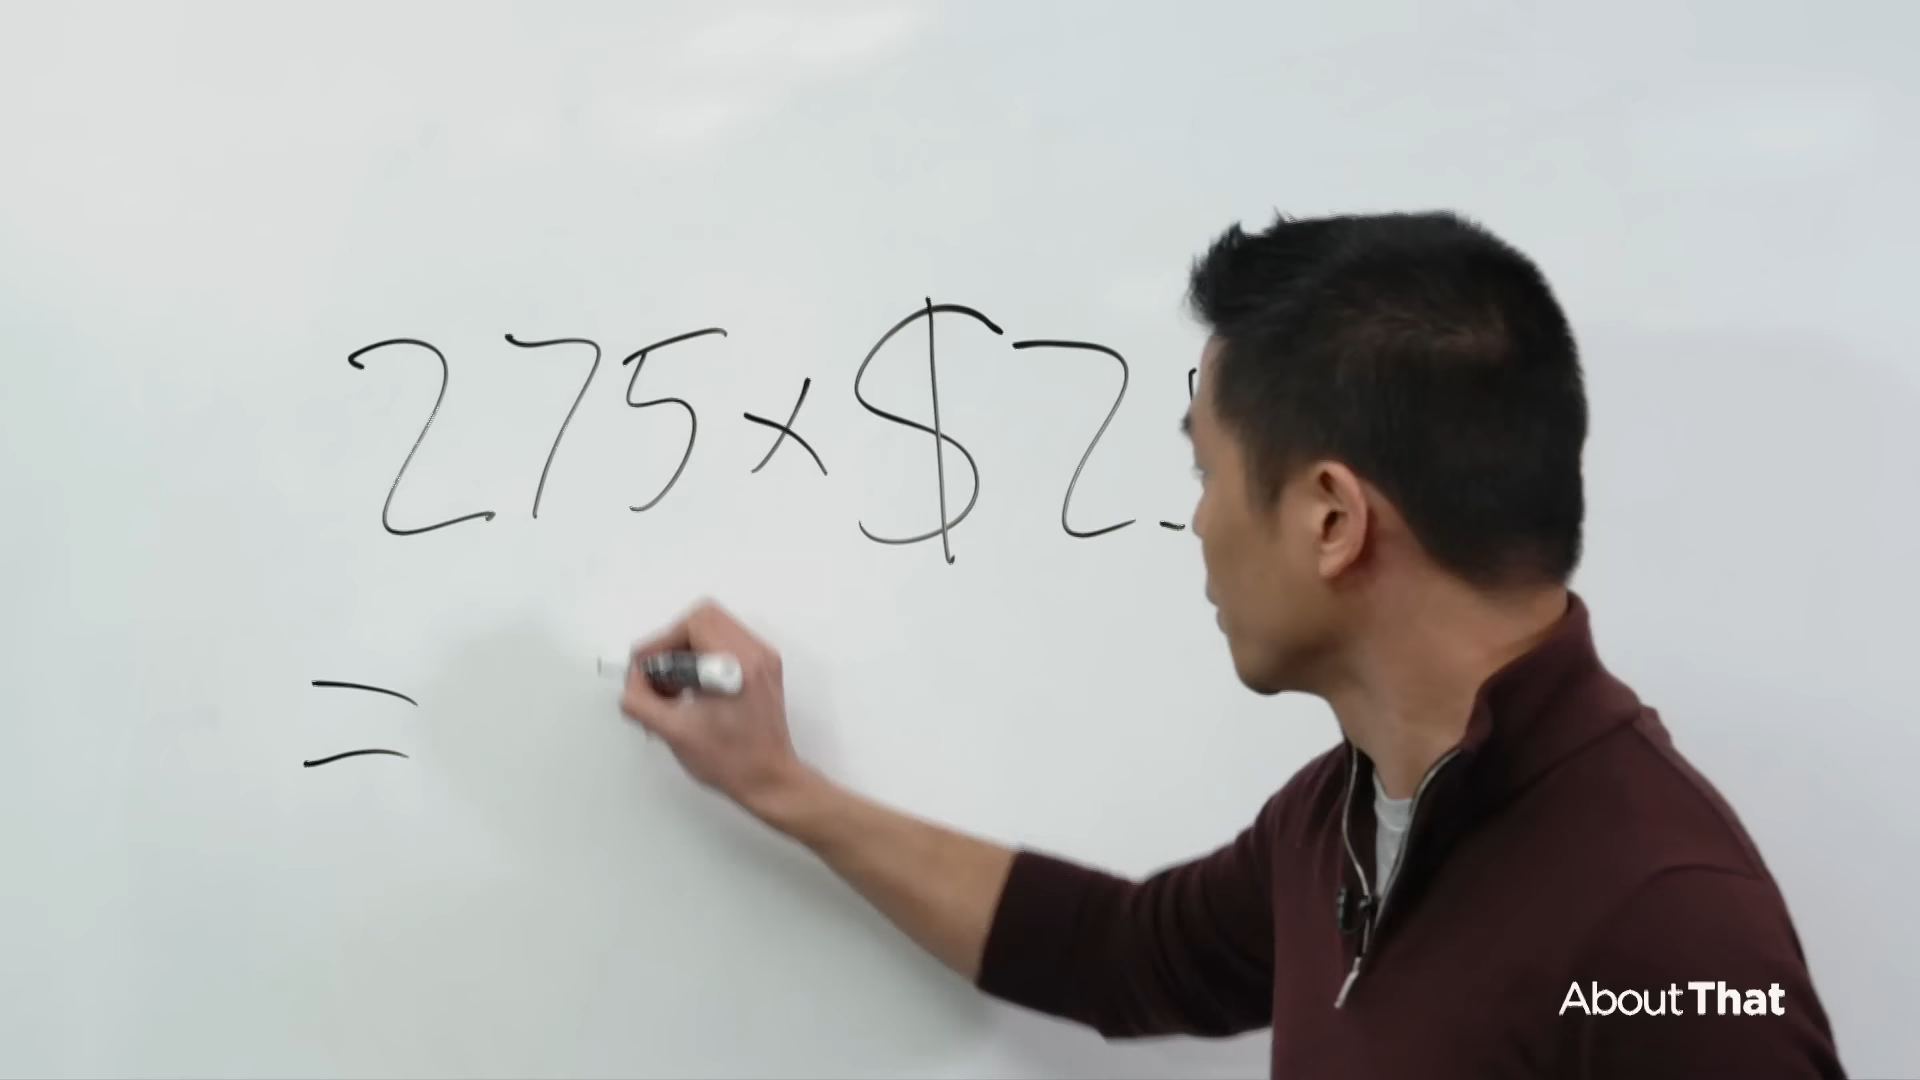 275 × $2.
=
About That